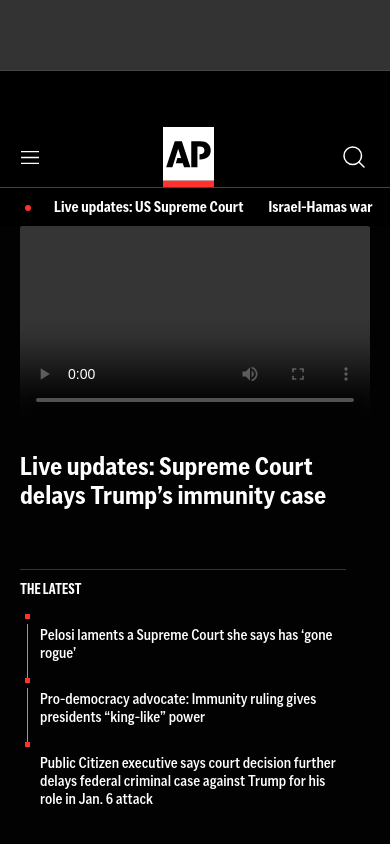 AP
Live updates: US Supreme Court
Israel-Hamas war
0:00
Live updates: Supreme Court
delays Trump’s immunity case
THE LATEST
Pelosi laments a Supreme Court she says has ‘gone
rogue’
Pro-democracy advocate: Immunity ruling gives
presidents “king-like” power
Public Citizen executive says court decision further
delays federal criminal case against Trump for his
role in Jan. 6 attack